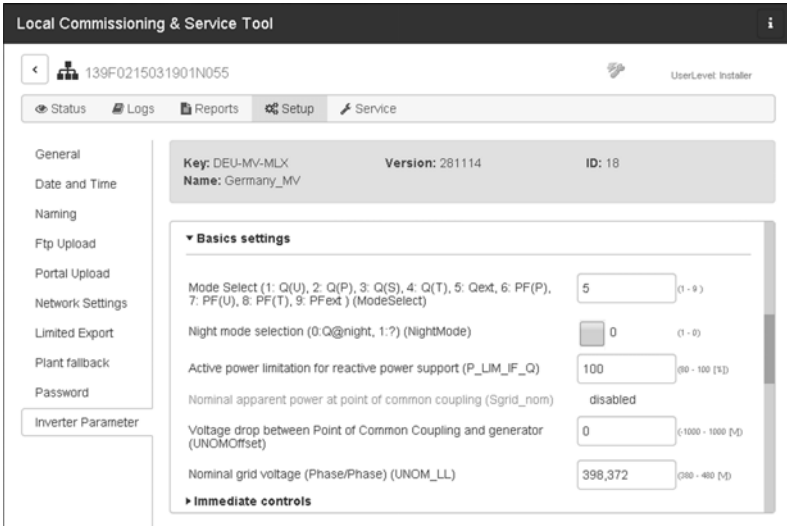 Local Commissioning & Service Tool
139F0215031901N055
UserLevel: Installer
Status Logs Reports Setup Service
General
Date and Time
Naming
Ftp Upload
Portal Upload
Network Settings
Limited Export
Plant fallback
Password
Inverter Parameter
Key: DEU-MV-MLX Version: 281114 ID: 18
Name: Germany_MV
Basics settings
Mode Select (1: Q(U), 2: Q(P), 3: Q(S), 4: Q(T), 5: Qext, 6: PF(P),
7: PF(U), 8: PF(T), 9: PFext ) (ModeSelect)
5 (1 - 9 )
Night mode selection (0:Q@night, 1:?) (NightMode) 0 (1 - 0)
Active power limitation for reactive power support (P_LIM_IF_Q) 100 (80 - 100 [%])
Nominal apparent power at point of common coupling (Sgrid_nom) disabled
Voltage drop between Point of Common Coupling and generator
(UNOMOffset)
0 (-1000 - 1000 [V])
Nominal grid voltage (Phase/Phase) (UNOM_LL) 398,372 (380 - 480 [V])
Immediate controls